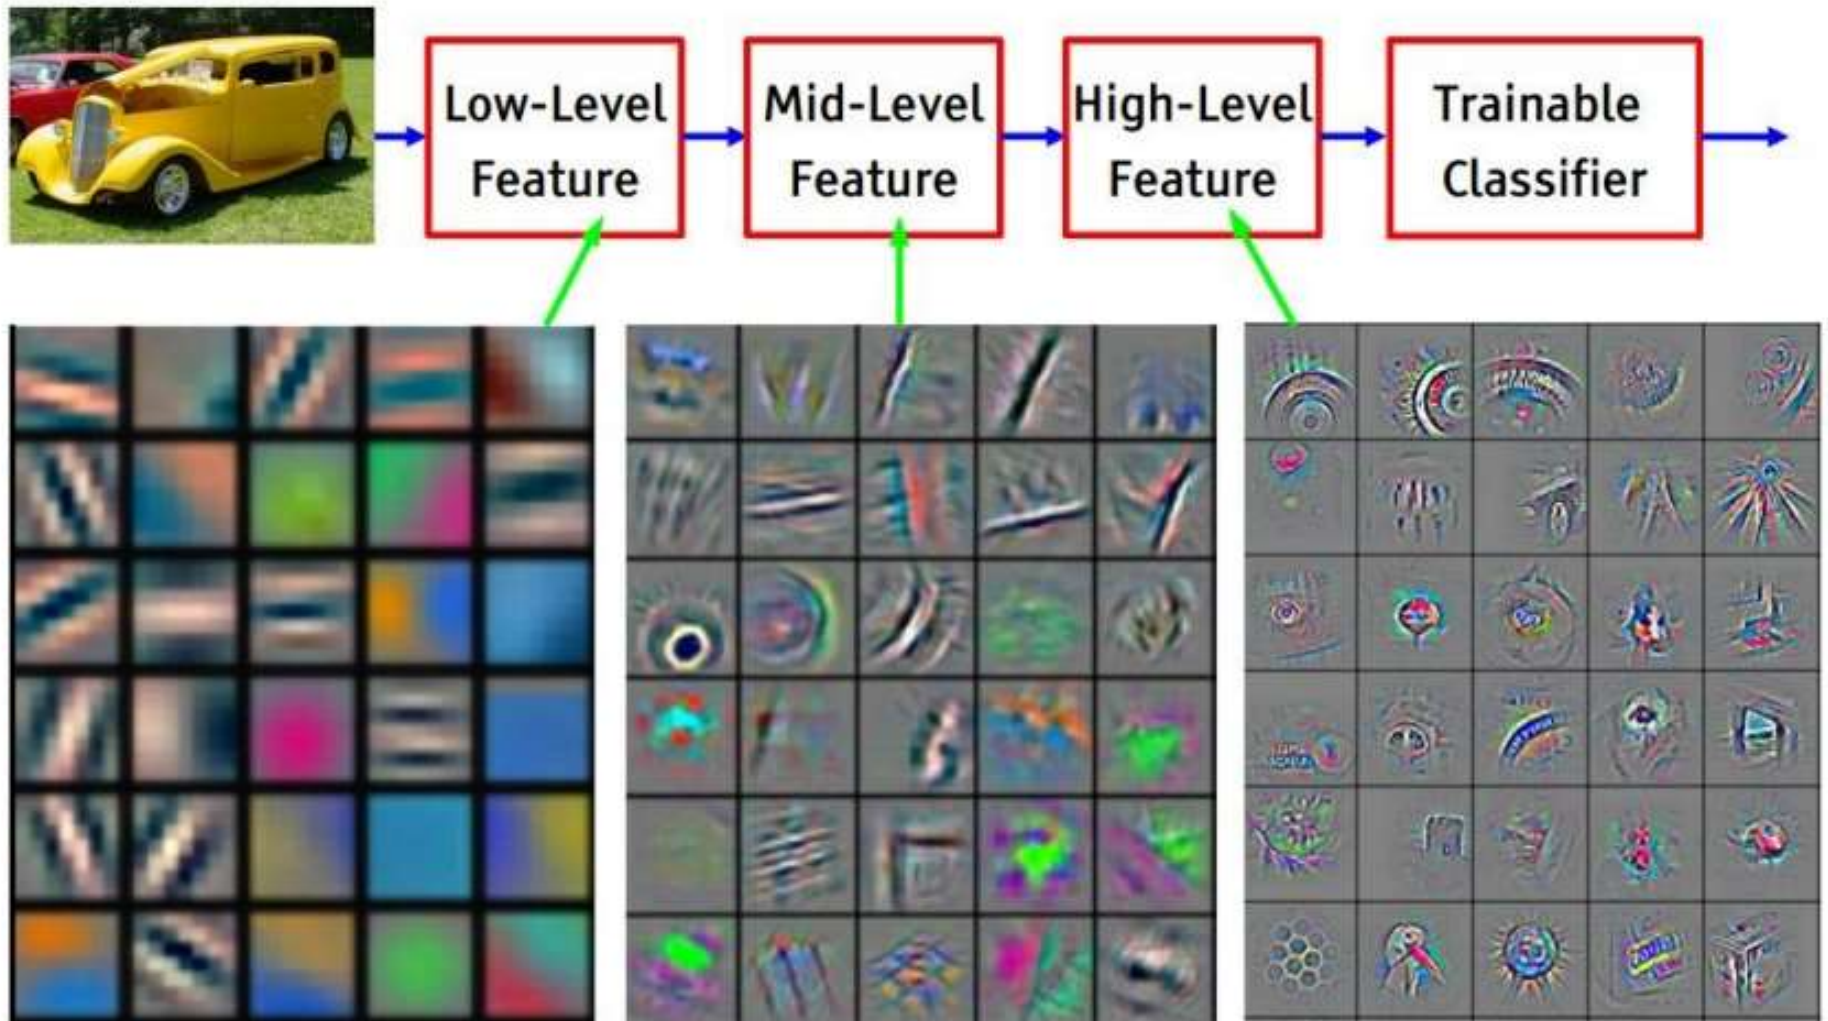 Low-Level
Feature
Mid-Level
Feature
High-Level
Feature
Trainable
Classifier